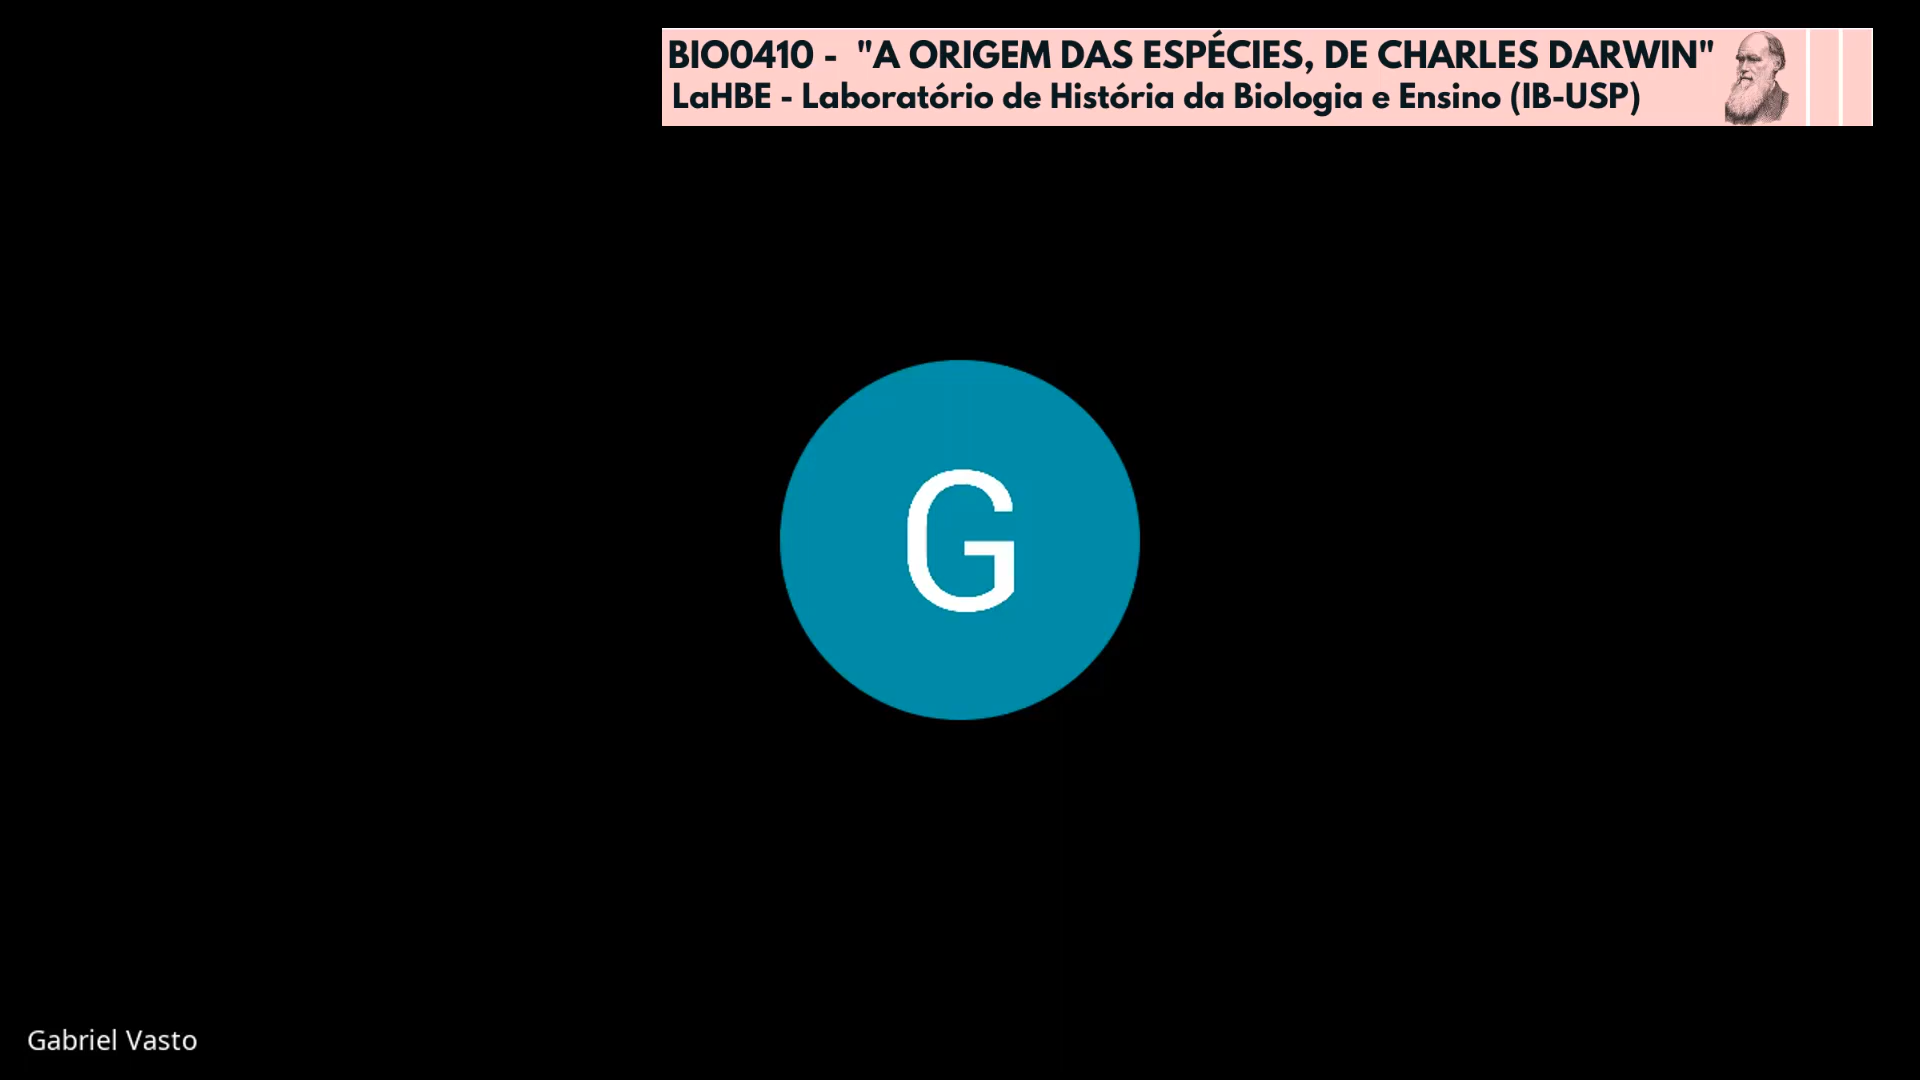 BIO0410 - "A ORIGEM DAS ESPÉCIES, DE CHARLES DARWIN"
LaHBE - Laboratório de História da Biologia e Ensino (IB-USP)
G
Gabriel Vasto